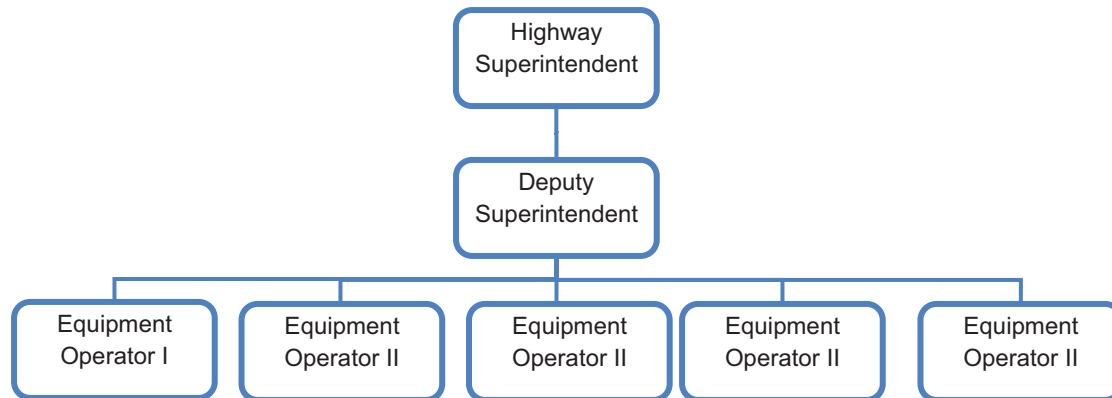 Highway
Superintendent
Deputy
Superintendent
Equipment
Operator I
Equipment
Operator II
Equipment
Operator II
Equipment
Operator II
Equipment
Operator II